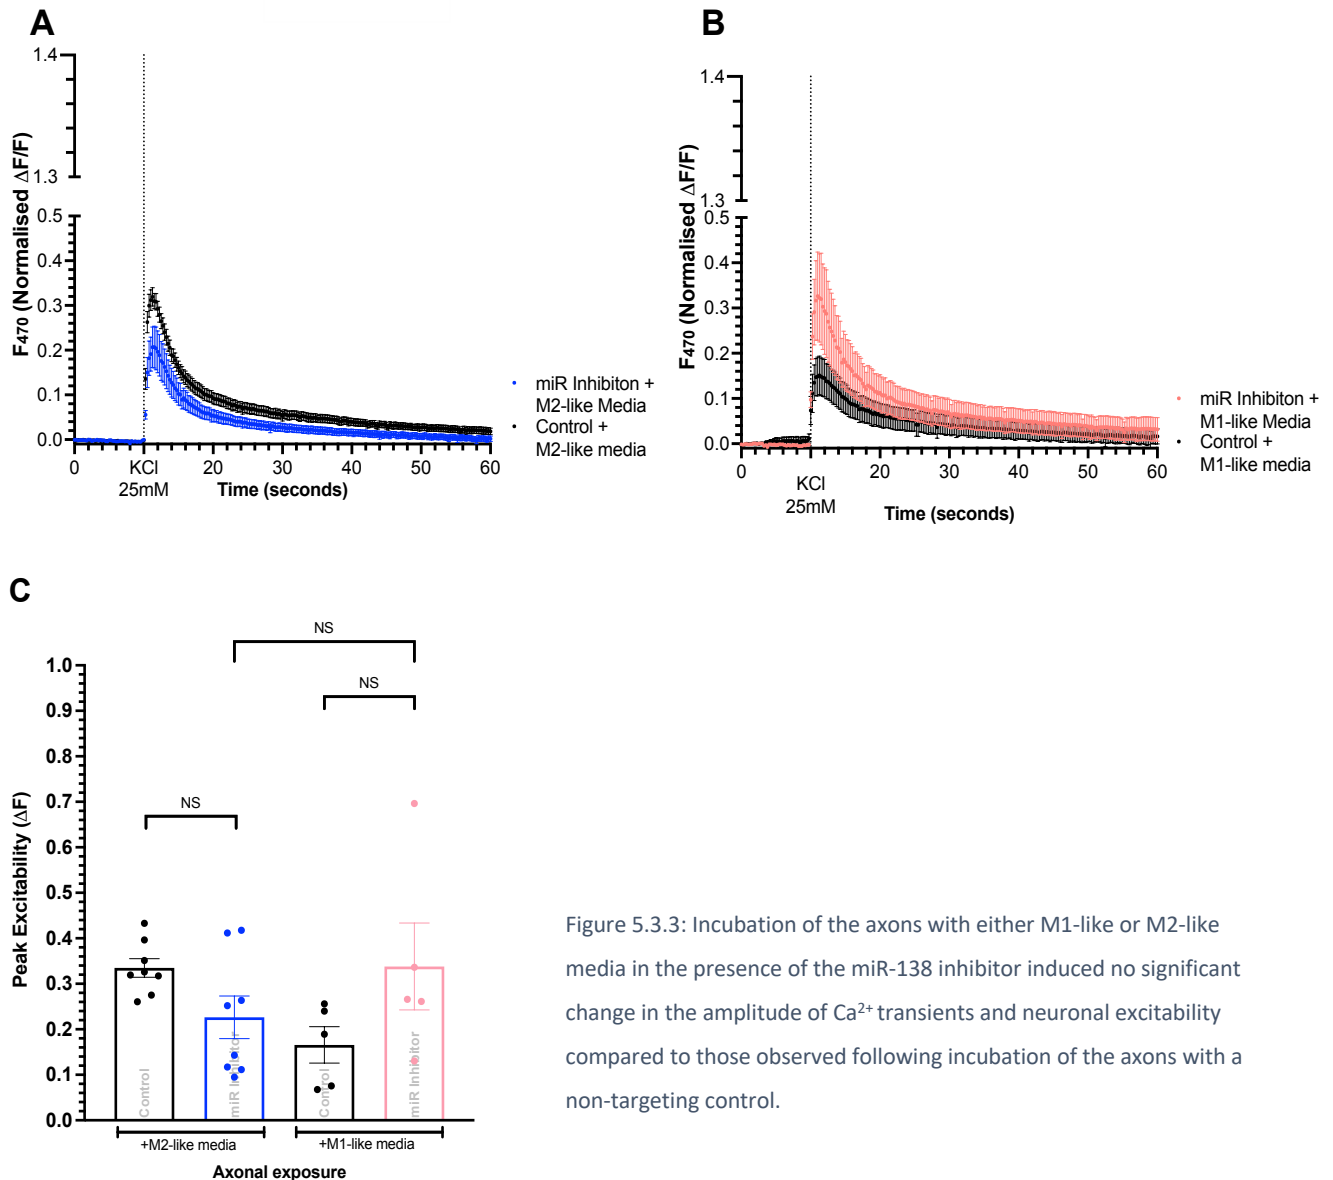 A
1.4
1.3
0.5
0.4
0.3
0.2
0.1
0.0
F470 (Normalised ΔF/F)
0 KCl 20 30 40 50 60
25mM
Time (seconds)
miR Inhibiton +
M2-like Media
Control +
M2-like media
B
1.4
1.3
0.5
0.4
0.3
0.2
0.1
0.0
F470 (Normalised ΔF/F)
0 20 30 40 50 60
KCl
25mM
Time (seconds)
miR Inhibiton +
M1-like Media
Control +
M1-like media
C
NS
NS
NS
1.0
0.9
0.8
0.7
0.6
0.5
0.4
0.3
0.2
0.1
0.0
Peak Excitability (ΔF)
Control
miR Inhibitor
Control
miR Inhibitor
+M2-like media +M1-like media
Axonal exposure
Figure 5.3.3: Incubation of the axons with either M1-like or M2-like
media in the presence of the miR-138 inhibitor induced no significant
change in the amplitude of Ca²⁺ transients and neuronal excitability
compared to those observed following incubation of the axons with a
non-targeting control.